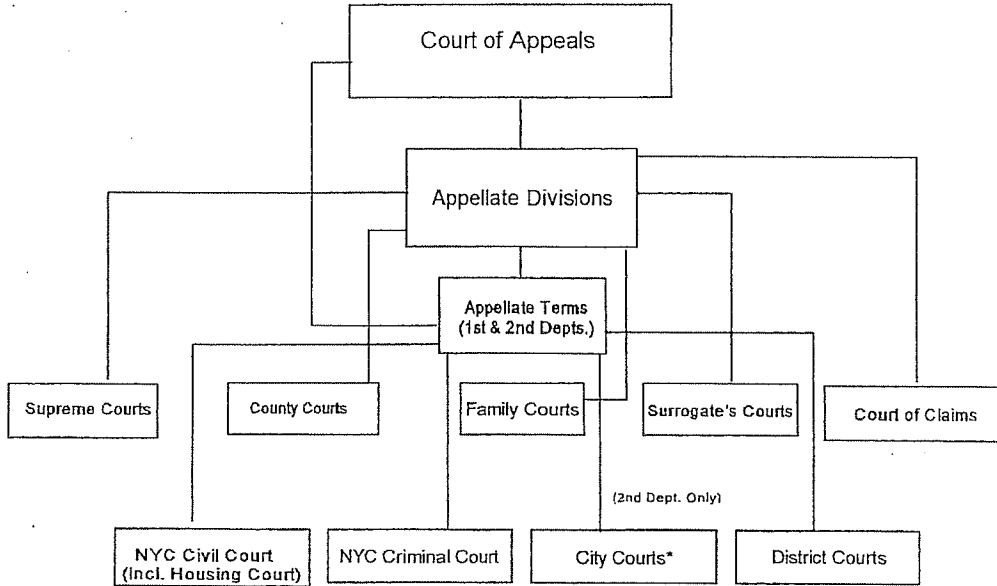 Court of Appeals
Appellate Divisions
Appellate Terms
(1st & 2nd Depts.)
Supreme Courts
County Courts
Family Courts
Surrogate's Courts
Court of Claims
(2nd Dept. Only)
NYC Civil Court
(Incl. Housing Court)
NYC Criminal Court
City Courts*
District Courts